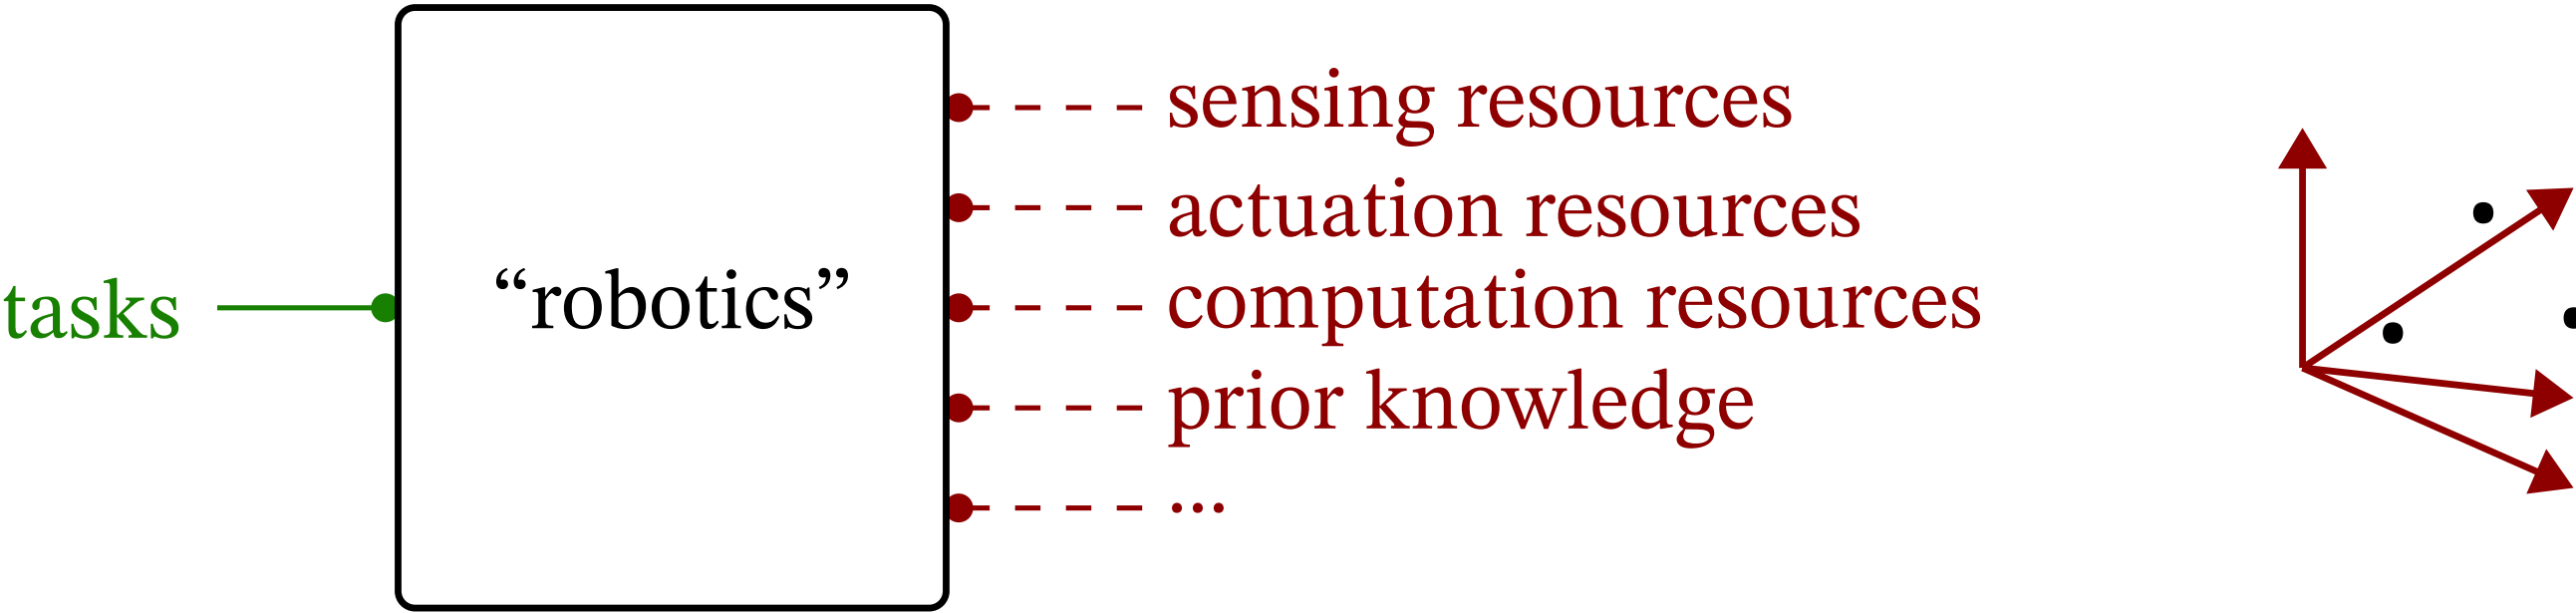 tasks
“robotics”
sensing resources
actuation resources
computation resources
prior knowledge
...